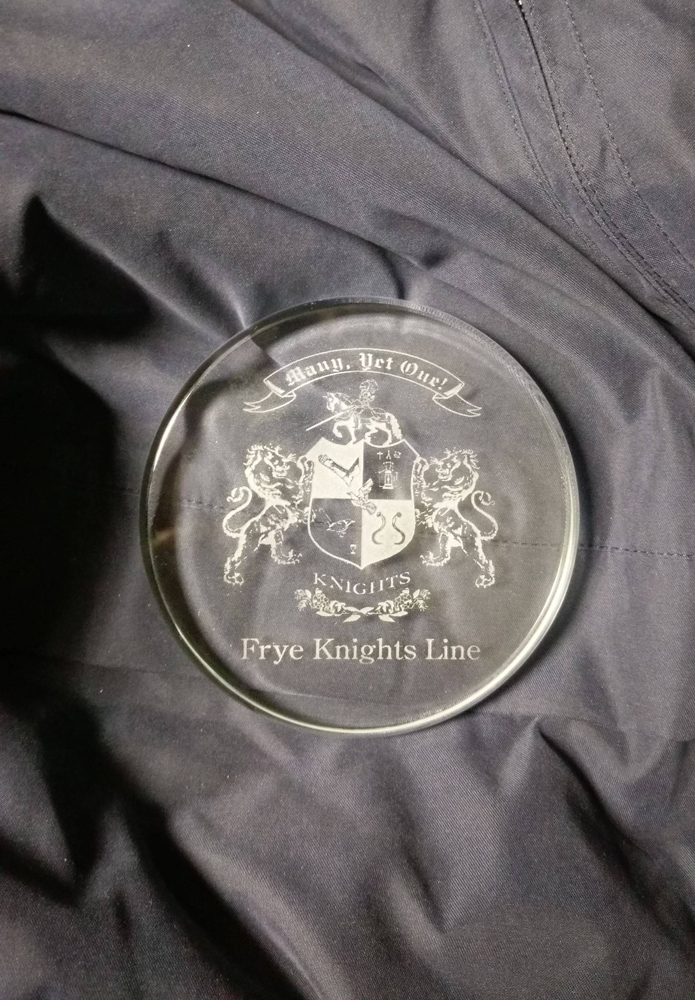 Many, Yet One!
KNIGHTS
Frye Knights Line